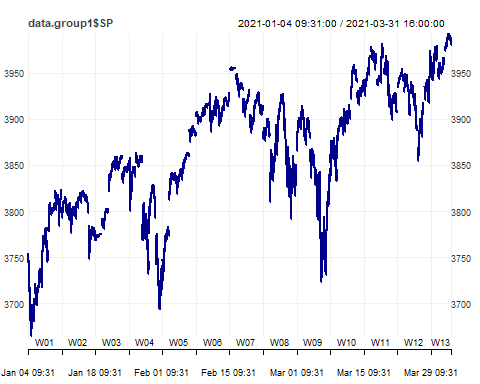 data.group1$SP 2021-01-04 09:31:00 / 2021-03-31 16:00:00
3950 3950
3900 3900
3850 3850
3800 3800
3750 3750
3700 3700
W01 W02 W03 W04 W05 W06 W07 W08 W09 W10 W11 W12 W13
Jan 04 09:31 Jan 18 09:31 Feb 01 09:31 Feb 15 09:31 Mar 01 09:31 Mar 15 09:31 Mar 29 09:31